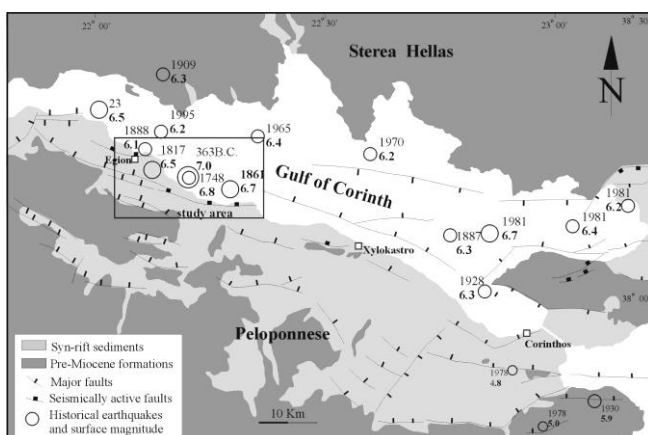 22 00'
22 30'
23 00'
38 30'
Sterea Hellas
N
1909
6.3
23
6.5
1995
6.2
1965
6.4
1888
6.1
1817
6.5
363B.C.
7.0
1748
6.8
1861
6.7
Egion
study area
1970
6.2
Gulf of Corinth
1981
6.2
1981
6.4
1981
6.7
1887
6.3
Xylokastro
1928
6.3
38 00'
Peloponnese
Corinthos
1978
4.8
1978
5.0
1930
5.9
10 Km
Syn-rift sediments
Pre-Miocene formations
Major faults
Seismically active faults
Historical earthquakes
and surface magnitude